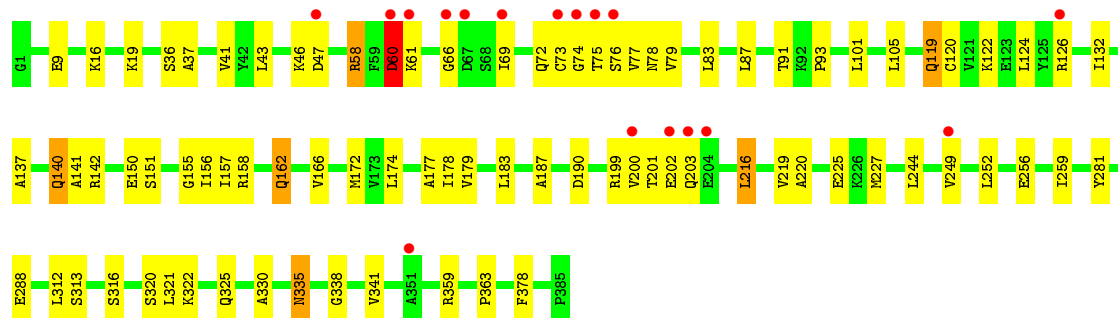 G1 E9 K16 K19 S36 A37 V41 Y42 L43 K46 D47 R58 F59 D60 K61 G66 D67 S68 I69 Q72 C73 G74 T75 S76 V77 N78 V79 L83 L87 T91 K92 P93 L101 L105 Q119 C120 V121 K122 E123 L124 Y125 R126 I132
A137 Q140 A141 R142 E150 S151 G155 I156 I157 R158 Q162 V166 M172 V173 L174 A177 I178 V179 L183 A187 D190 R199 V200 T201 E202 Q203 E204 L216 V219 A220 E225 K226 M227 L244 V249 L252 E256 I259 Y281
E288 L312 S313 S316 S320 L321 K322 Q325 A330 N335 G338 V341 A351 R359 P363 F378 P385